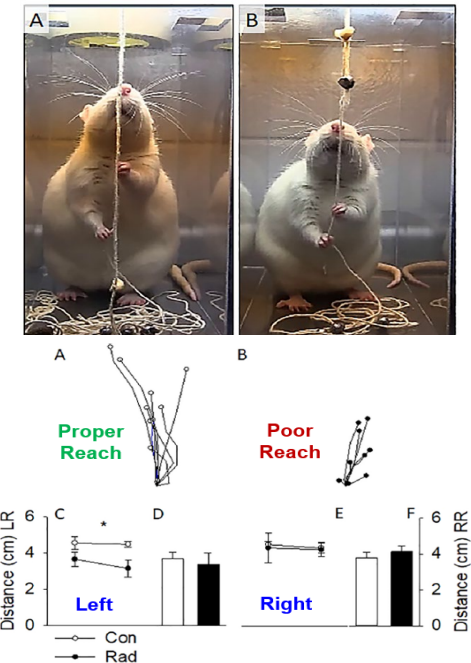 A
B
A
B
Proper
Reach
Poor
Reach
Distance (cm) LR
6
4
2
0
C
*
D
Left
E
F
Right
6
4
2
0
Distance (cm) RR
Con
Rad